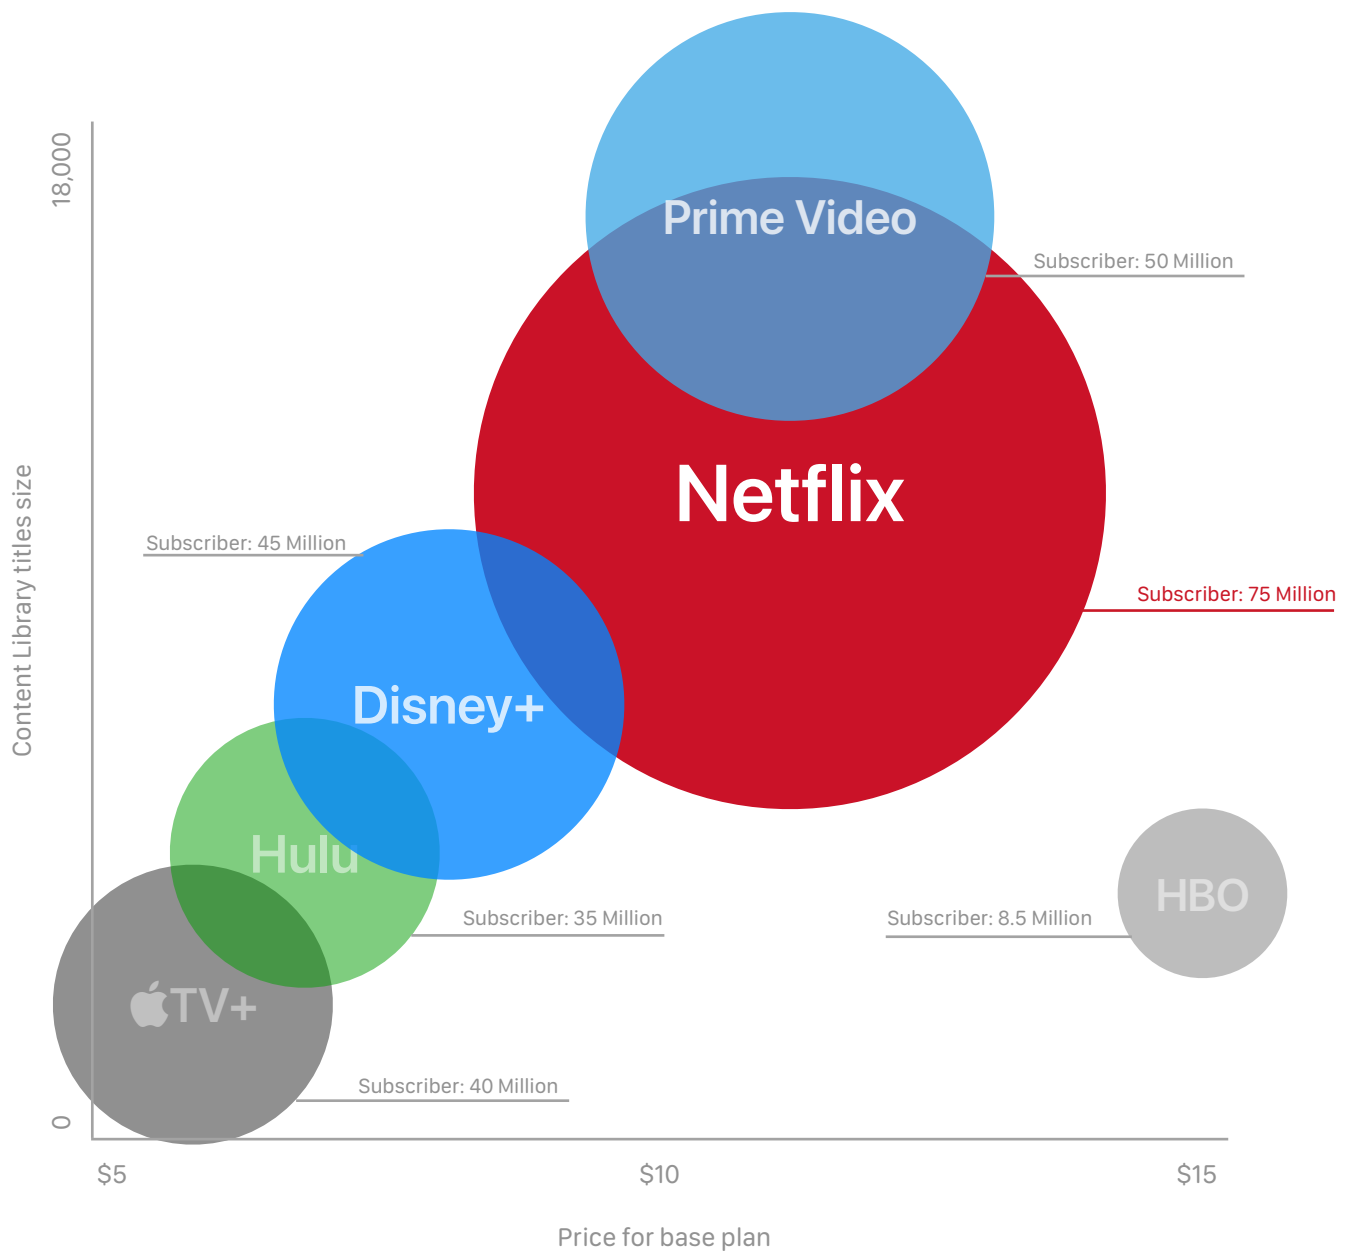 18,000
Prime Video
Subscriber: 50 Million
Netflix
Content Library titles size
Subscriber: 45 Million
Subscriber: 75 Million
Disney+
Hulu
HBO
Subscriber: 35 Million
Subscriber: 8.5 Million
TV+
Subscriber: 40 Million
0
$5
$10
$15
Price for base plan